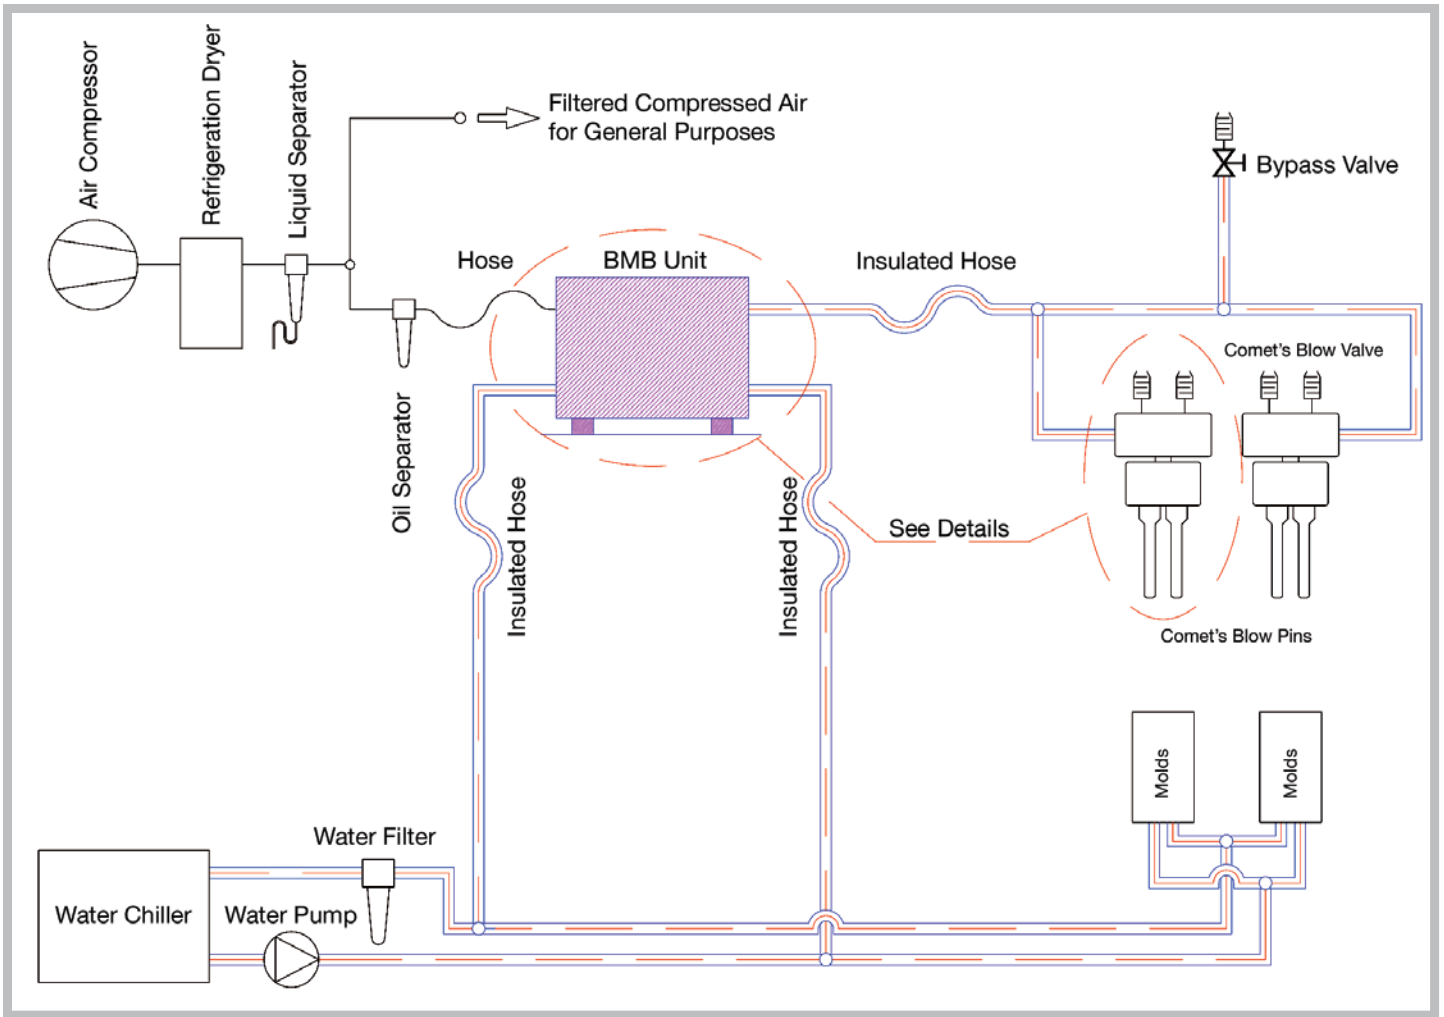 Air Compressor
Refrigeration Dryer
Liquid Separator
Filtered Compressed Air
for General Purposes
Bypass Valve
Hose
BMB Unit
Insulated Hose
Comet's Blow Valve
Oil Separator
Insulated Hose
Insulated Hose
See Details
Comet's Blow Pins
Molds
Molds
Water Filter
Water Chiller
Water Pump